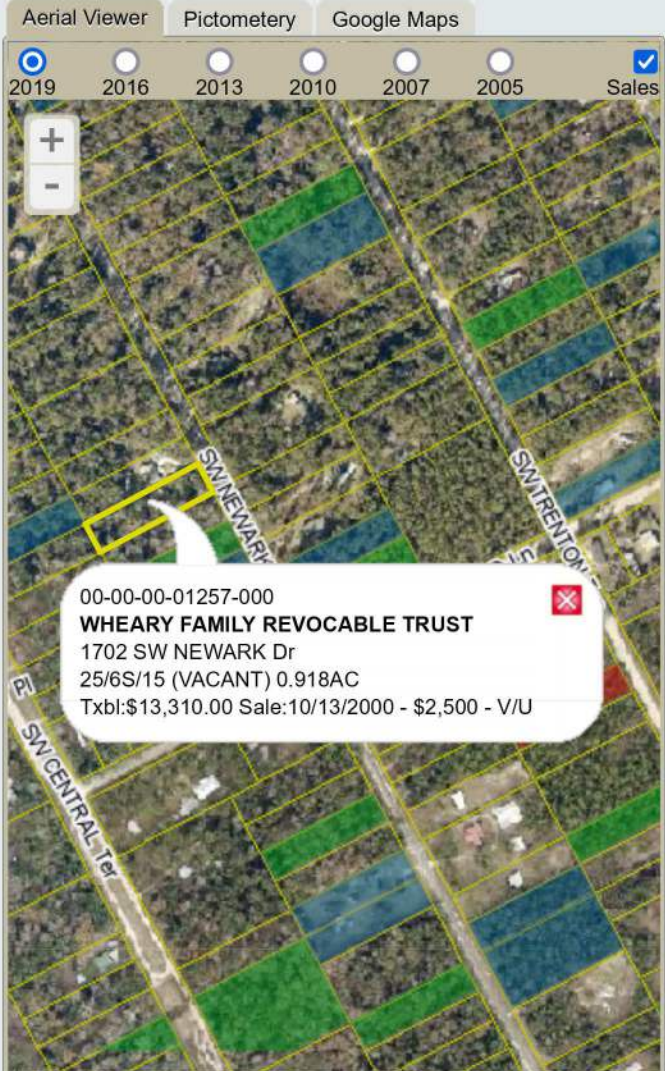 Aerial Viewer Pictometery Google Maps
2019 2016 2013 2010 2007 2005 Sales
+
-
SW NEWARK
SW TRENTON
00-00-00-01257-000
WHEARY FAMILY REVOCABLE TRUST
1702 SW NEWARK Dr
25/6S/15 (VACANT) 0.918AC
Txbl:$13,310.00 Sale:10/13/2000 - $2,500 - V/U
Pl
SW CENTRAL Ter